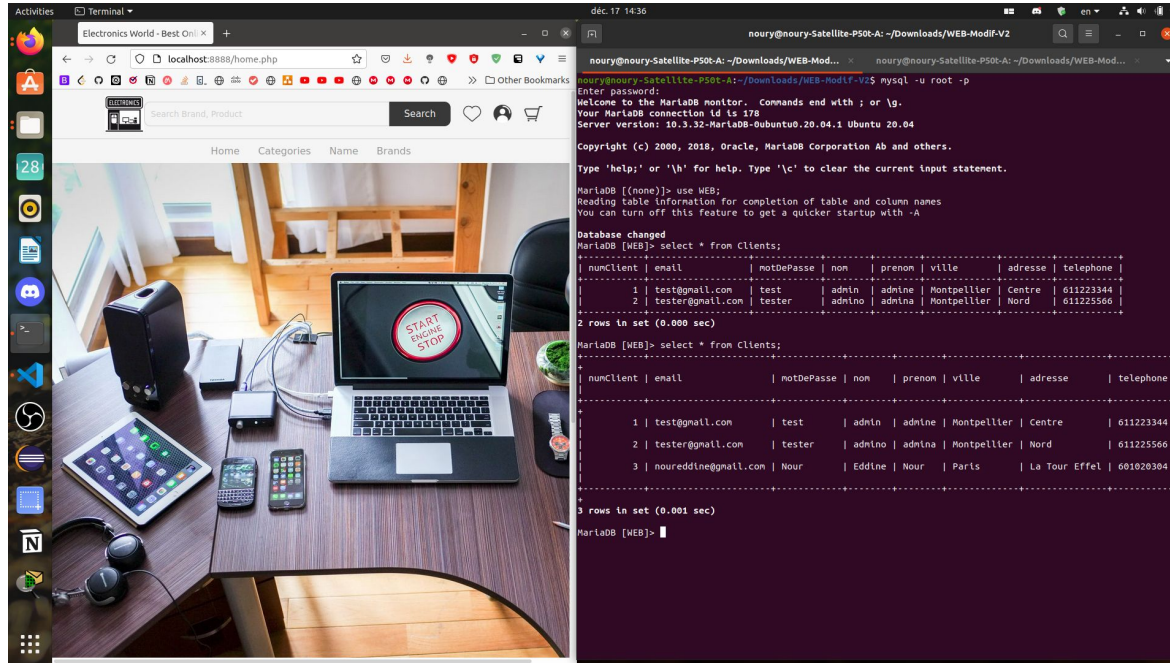 Activities
Terminal
déc. 17 14:36
en
Electronics World - Best Onli
localhost:8888/home.php
Other Bookmarks
ELECTRONICS
Search Brand, Product
Search
Home Categories Name Brands
START
ENGINE
STOP
28
noury@noury-Satellite-P50t-A: ~/Downloads/WEB-Modif-V2
noury@noury-Satellite-P50t-A: ~/Downloads/WEB-Mod...
noury@noury-Satellite-P50t-A: ~/Downloads/WEB-Mod...
noury@noury-Satellite-P50t-A:~/Downloads/WEB-Modif-V2$ mysql -u root -p
Enter password:
Welcome to the MariaDB monitor.  Commands end with ; or \g.
Your MariaDB connection id is 178
Server version: 10.3.32-MariaDB-0ubuntu0.20.04.1 Ubuntu 20.04
Copyright (c) 2000, 2018, Oracle, MariaDB Corporation Ab and others.
Type 'help;' or '\h' for help. Type '\c' to clear the current input statement.
MariaDB [(none)]> use WEB;
Reading table information for completion of table and column names
You can turn off this feature to get a quicker startup with -A
Database changed
MariaDB [WEB]> select * from Clients;
| numClient | email | motDePasse | nom | prenom | ville | adresse | telephone |
| 1 | test@gmail.com | test | admin | admine | Montpellier | Centre | 611223344 |
| 2 | tester@gmail.com | tester | admino | admina | Montpellier | Nord | 611225566 |
2 rows in set (0.000 sec)
MariaDB [WEB]> select * from Clients;
| numClient | email | motDePasse | nom | prenom | ville | adresse | telephone
| 1 | test@gmail.com | test | admin | admine | Montpellier | Centre | 611223344
| 2 | tester@gmail.com | tester | admino | admina | Montpellier | Nord | 611225566
| 3 | noureddine@gmail.com | Nour | Eddine | Nour | Paris | La Tour Effel | 601020304
3 rows in set (0.001 sec)
MariaDB [WEB]>